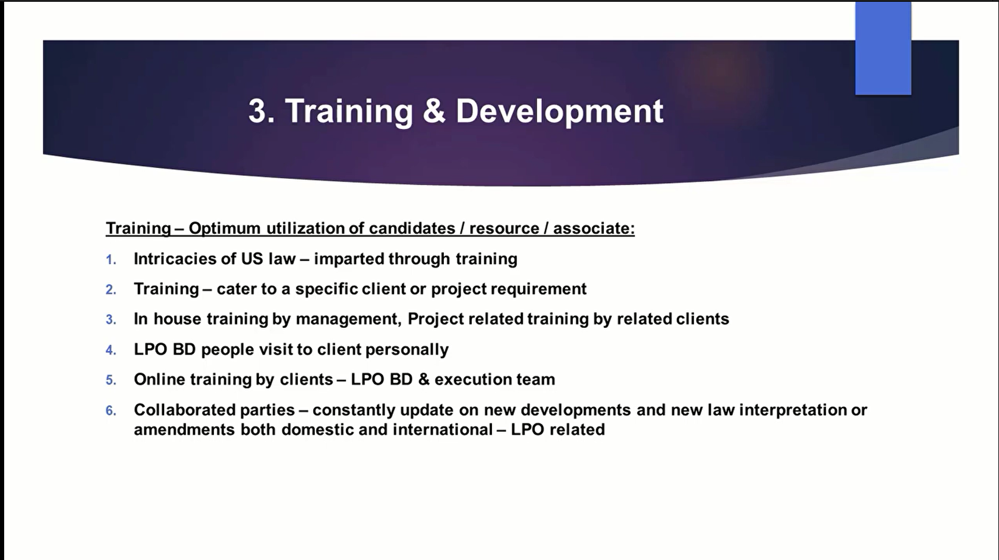 3. Training & Development
Training – Optimum utilization of candidates / resource / associate:
1. Intricacies of US law – imparted through training
2. Training – cater to a specific client or project requirement
3. In house training by management, Project related training by related clients
4. LPO BD people visit to client personally
5. Online training by clients – LPO BD & execution team
6. Collaborated parties – constantly update on new developments and new law interpretation or
amendments both domestic and international – LPO related